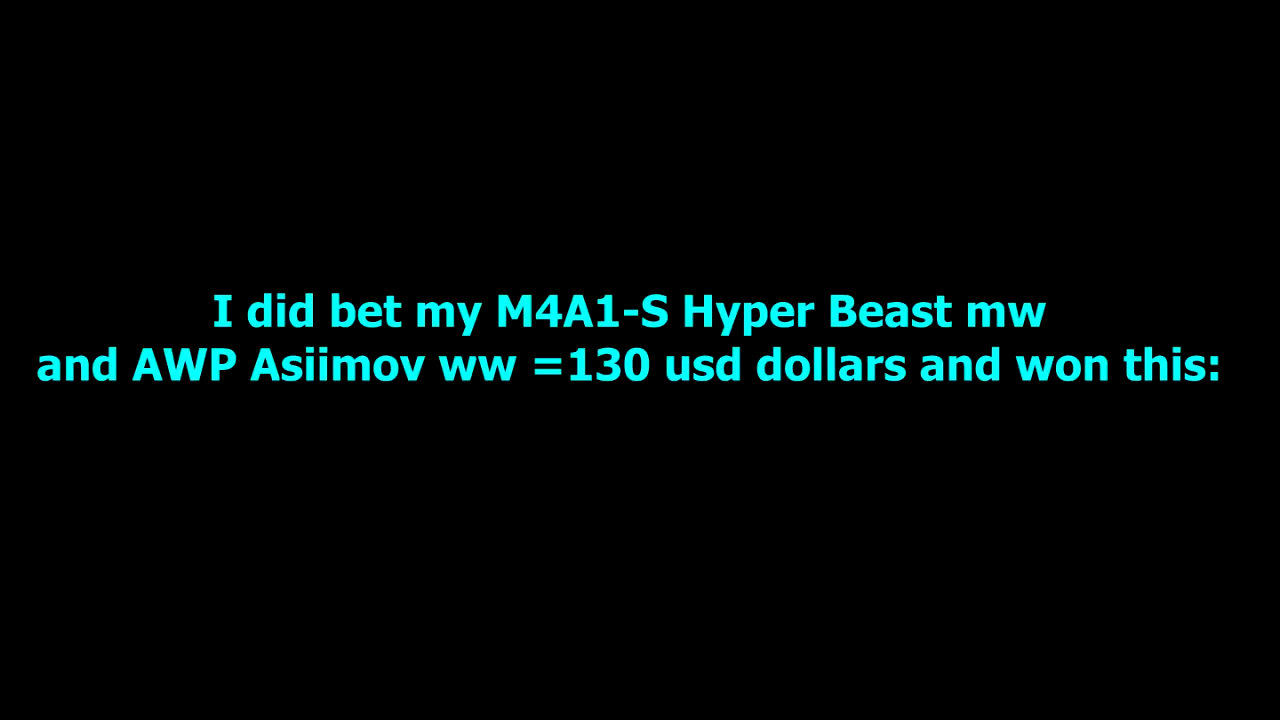 I did bet my M4A1-S Hyper Beast mw
and AWP Asiimov ww =130 usd dollars and won this: